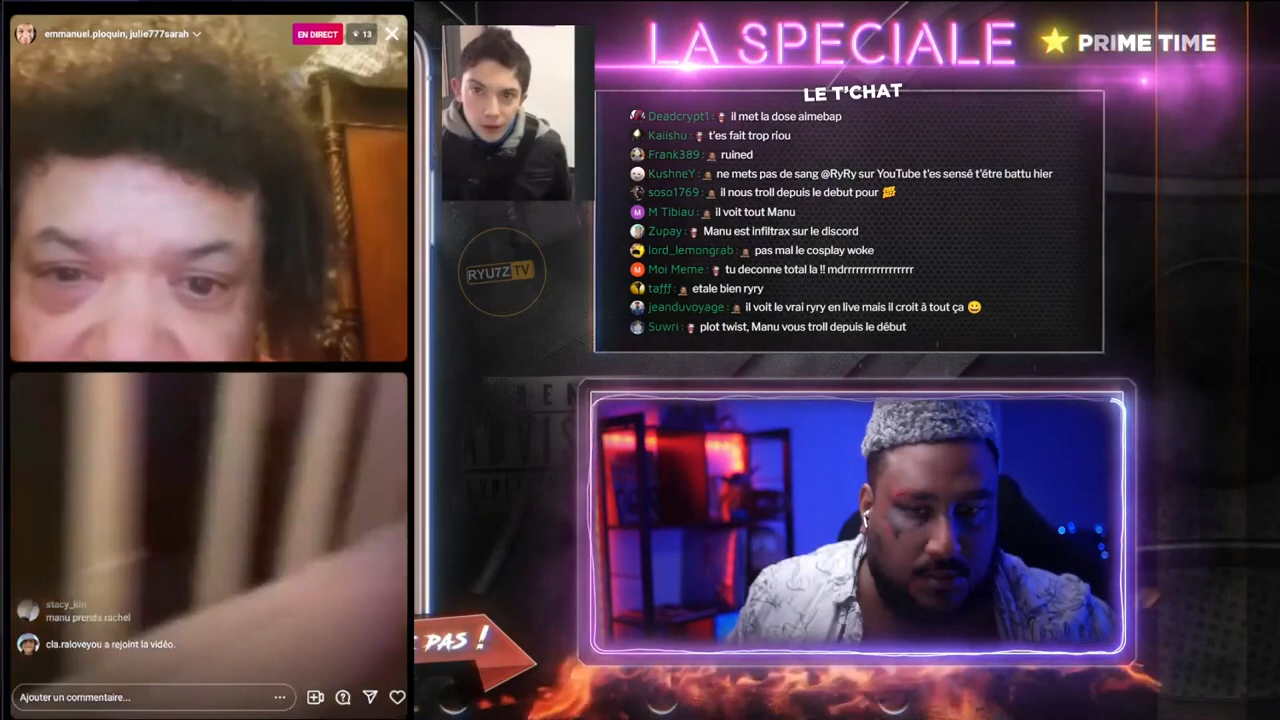 emmanuel.ploquin, julie777sarah
EN DIRECT
13
stacy_kln
manu prends rachel
cla.raloveyou a rejoint la vidéo.
Ajouter un commentaire...
LA SPECIALE
PRIME TIME
LE T'CHAT
Deadcrypt1: il met la dose aimebap
Kaiishu: t'es fait trop riou
Frank389: ruined
KushneY: ne mets pas de sang @RyRy sur YouTube t'es sensé t'être battu hier
soso1769: il nous troll depuis le debut pour
M Tibiau: il voit tout Manu
Zupay: Manu est infiltrax sur le discord
lord_lemongrab: pas mal le cosplay woke
Moi Meme: tu deconne total la !! mdrrrrrrrrrrrrrrrrr
tafff: etale bien ryry
jeanduvoyage: il voit le vrai ryry en live mais il croit à tout ça 😀
Suwri: plot twist, Manu vous troll depuis le début
RYU7Z TV
PAS !